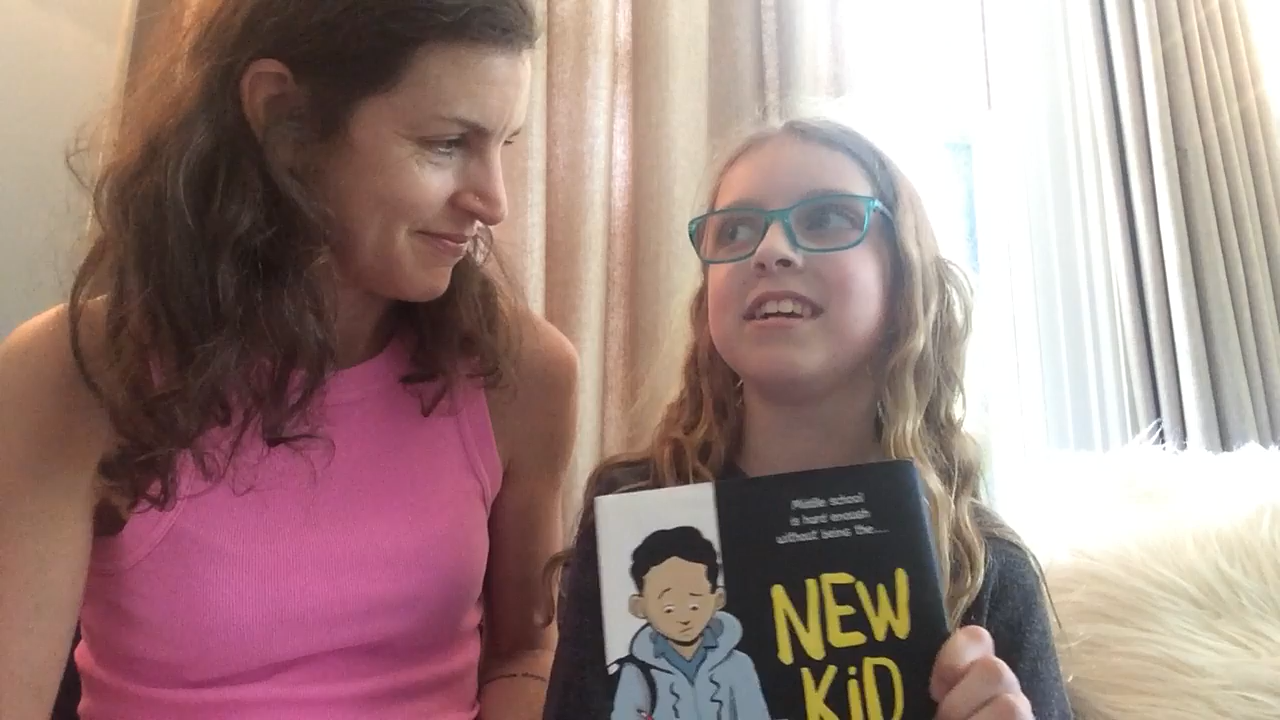 Middle school
is hard enough
without being the...
NEW
KiD